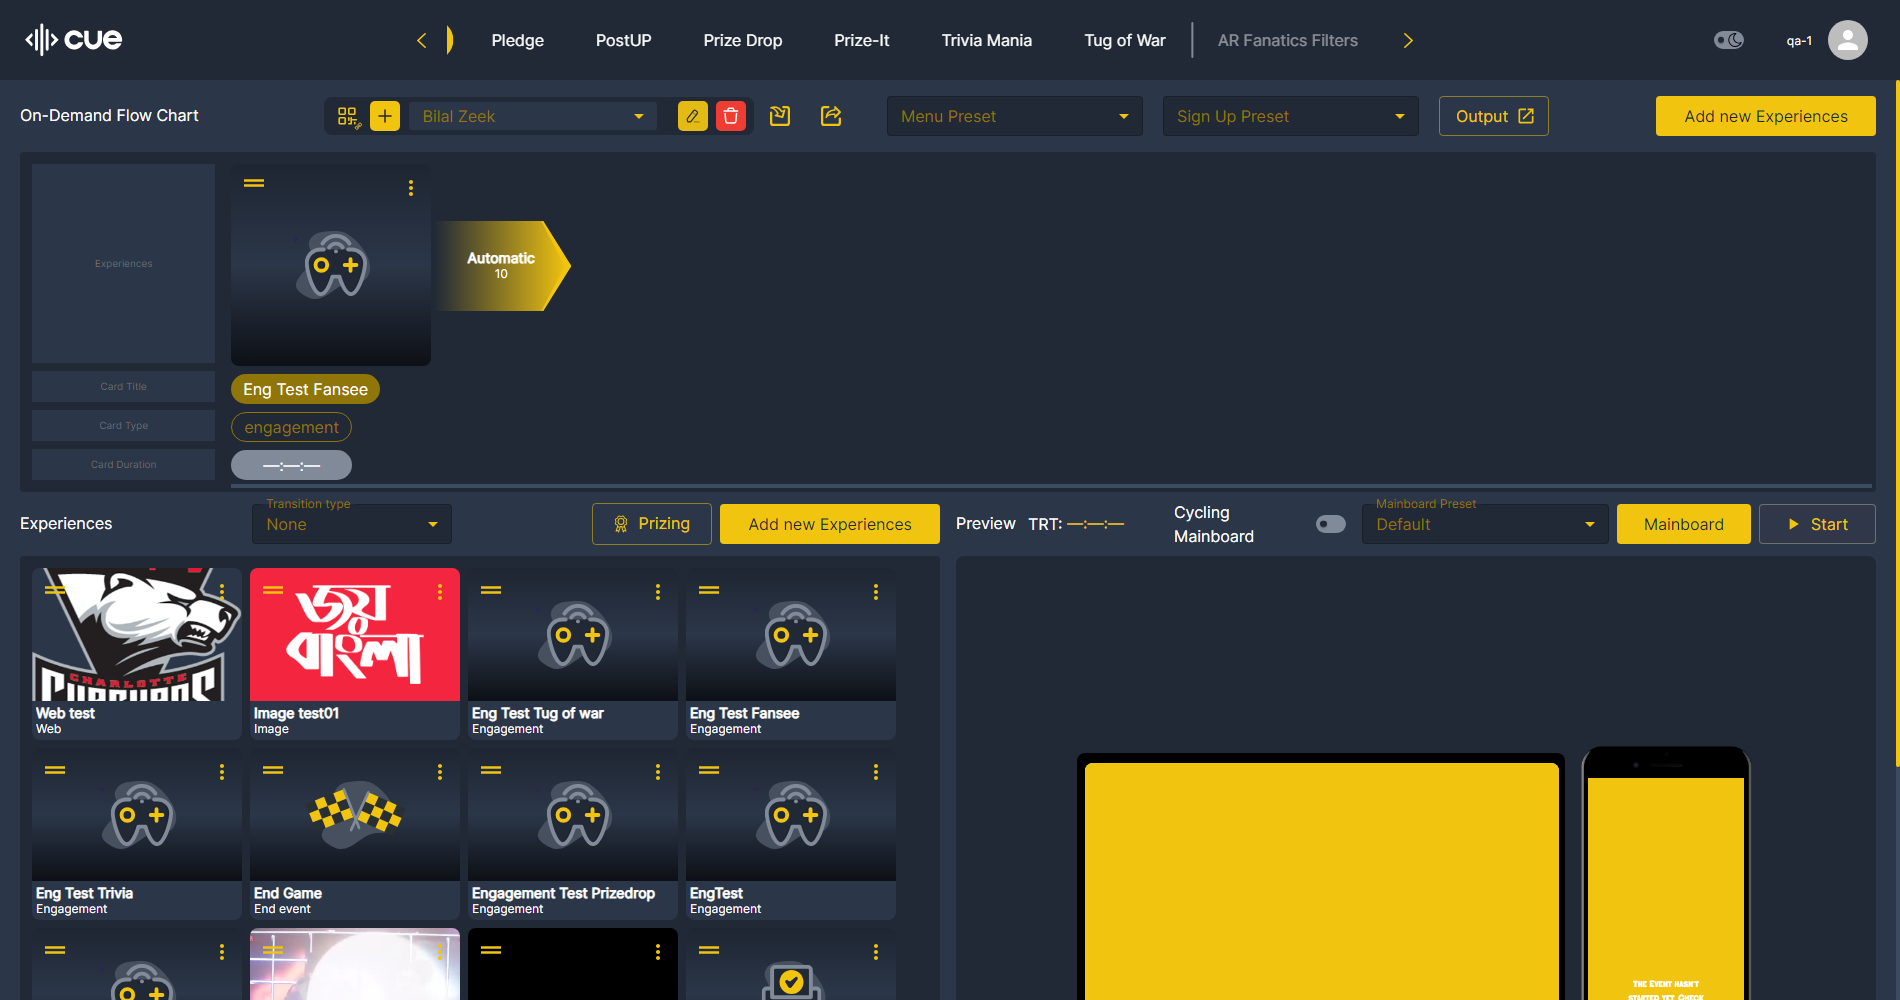 cue
Pledge
PostUP
Prize Drop
Prize-It
Trivia Mania
Tug of War
AR Fanatics Filters
qa-1
On-Demand Flow Chart
Bilal Zeek
Menu Preset
Sign Up Preset
Output
Add new Experiences
Experiences
Automatic
10
Card Title
Eng Test Fansee
Card Type
engagement
Card Duration
—:—:—
Experiences
Transition type
None
Prizing
Add new Experiences
Preview
TRT: —:—:—
Cycling
Mainboard
Mainboard Preset
Default
Mainboard
Start
CHARLOTTE
জয়
বাংলা
Web test
Web
Image test01
Image
Eng Test Tug of war
Engagement
Eng Test Fansee
Engagement
Eng Test Trivia
Engagement
End Game
End event
Engagement Test Prizedrop
Engagement
EngTest
Engagement
The Event hasn't
started yet. Check